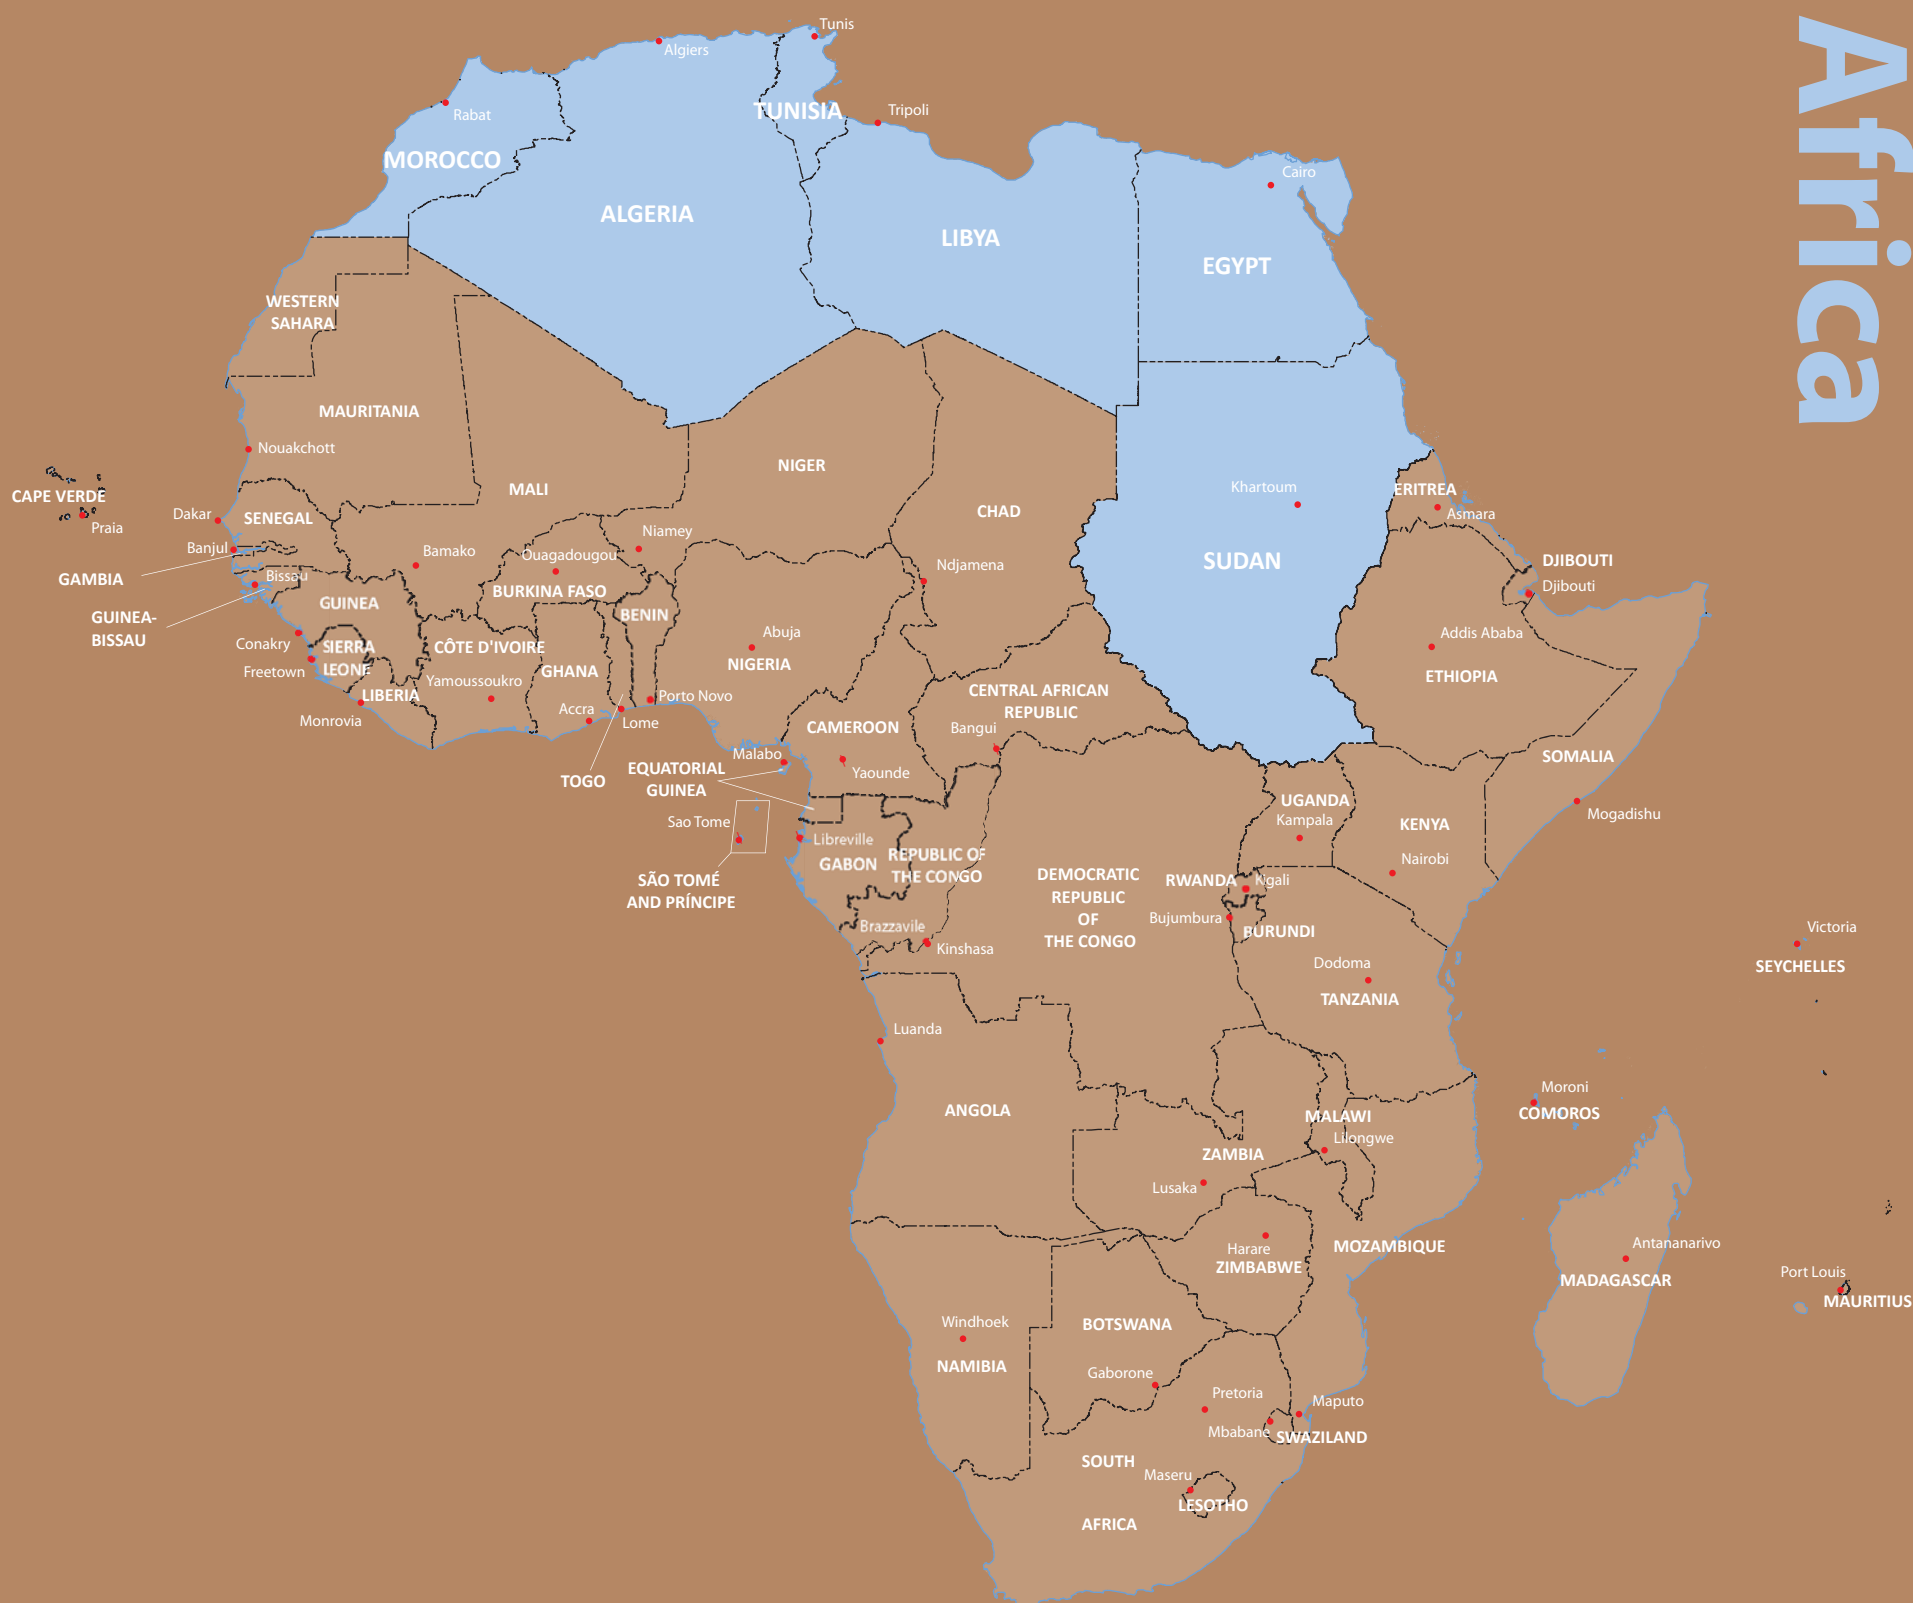 Africa
Tunis
Algiers
Rabat
TUNISIA
Tripoli
MOROCCO
Cairo
ALGERIA
LIBYA
EGYPT
WESTERN
SAHARA
MAURITANIA
Nouakchott
NIGER
MALI
CAPE VERDE
Praia
Dakar
SENEGAL
CHAD
Khartoum
ERITREA
Asmara
Banjul
Bamako
Niamey
Ouagadougou
SUDAN
DJIBOUTI
Djibouti
GAMBIA
Bissau
BURKINA FASO
Ndjamena
GUINEA
GUINEA-
BISSAU
BENIN
Abuja
NIGERIA
Addis Ababa
ETHIOPIA
Conakry
SIERRA
LEONE
CÔTE D'IVOIRE
GHANA
Freetown
LIBERIA
Yamoussoukro
Porto Novo
Monrovia
Accra
Lome
CENTRAL AFRICAN
REPUBLIC
Bangui
CAMEROON
Yaounde
Malabo
TOGO
EQUATORIAL
GUINEA
SOMALIA
UGANDA
Kampala
KENYA
Mogadishu
Nairobi
Sao Tome
Libreville
GABON
REPUBLIC OF
THE CONGO
SÃO TOMÉ
AND PRÍNCIPE
DEMOCRATIC
REPUBLIC
OF
THE CONGO
RWANDA
Kigali
Bujumbura
BURUNDI
Brazzavile
Kinshasa
Victoria
SEYCHELLES
Dodoma
TANZANIA
Luanda
ANGOLA
Moroni
COMOROS
MALAWI
Lilongwe
ZAMBIA
Lusaka
Harare
ZIMBABWE
MOZAMBIQUE
Antananarivo
MADAGASCAR
Port Louis
MAURITIUS
Windhoek
NAMIBIA
BOTSWANA
Gaborone
Pretoria
Maputo
Mbabane
SWAZILAND
SOUTH
AFRICA
Maseru
LESOTHO